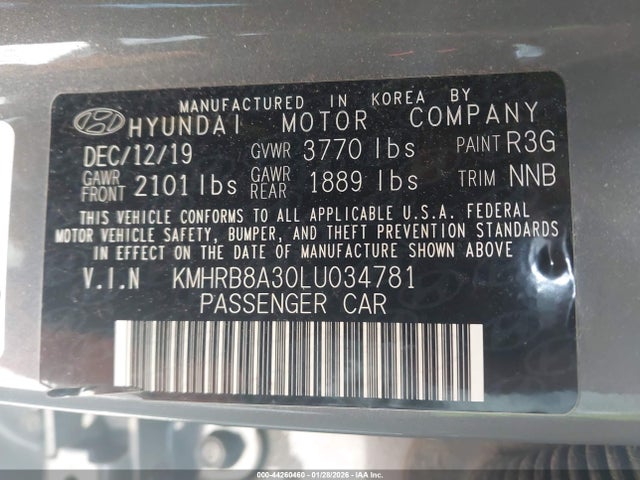 MANUFACTURED IN KOREA BY
HYUNDAI MOTOR COMPANY
DEC/12/19 GVWR 3770 lbs PAINT R3G
GAWR FRONT 2101 lbs GAWR REAR 1889 lbs TRIM NNB
THIS VEHICLE CONFORMS TO ALL APPLICABLE U.S.A. FEDERAL
MOTOR VEHICLE SAFETY, BUMPER, AND THEFT PREVENTION STANDARDS
IN EFFECT ON THE DATE OF MANUFACTURE SHOWN ABOVE.
V.I.N KMHRB8A30LU034781
PASSENGER CAR
000-44260460 - 01/28/2026 - IAAI.COM